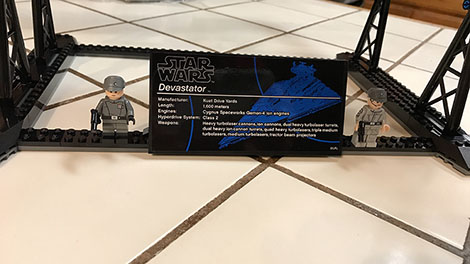 STAR
WARS
Devastator
Manufacturer: Kuat Drive Yards
Length: 1,600 meters
Engines: Cygnus Spaceworks Gemon-4 ion engines
Hyperdrive System: Class 2
Weapons: Heavy turbolaser cannons, ion cannons, dual heavy turbolaser turrets,
dual heavy ion cannon turrets, quad heavy turbolasers, triple medium
turbolasers, medium turbolasers, tractor beam projectors